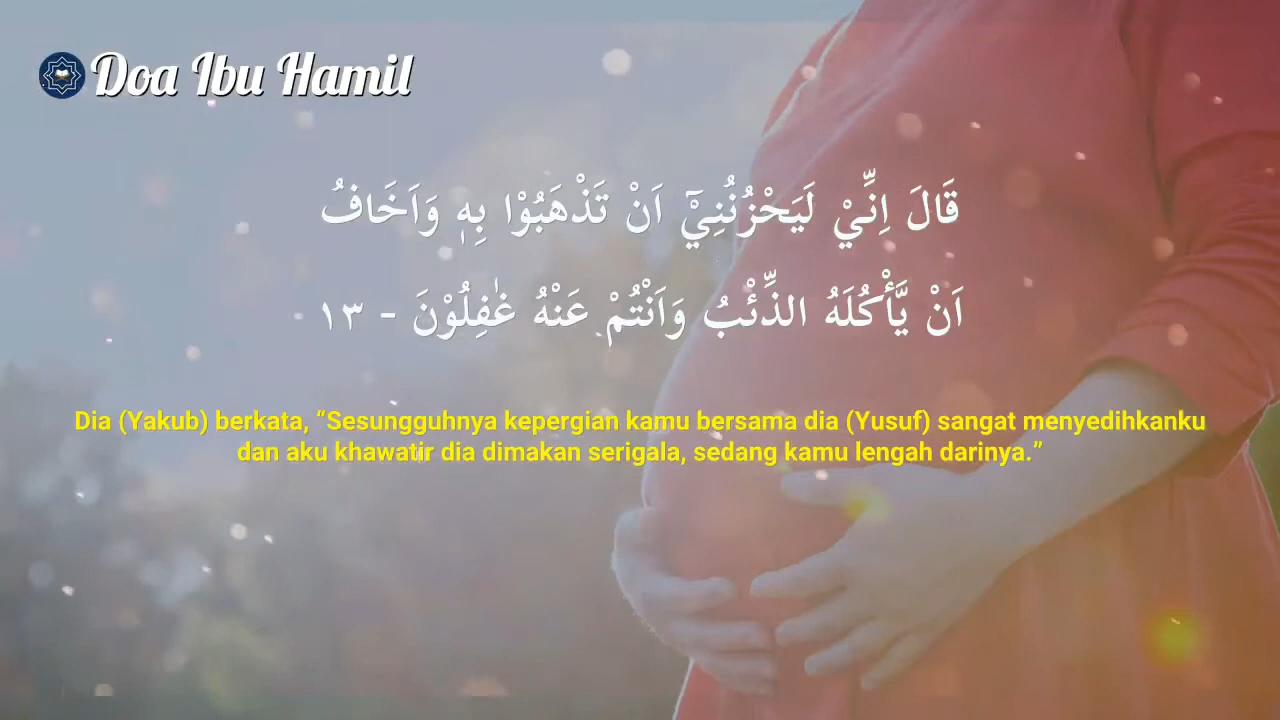 Doa Ibu Hamil
قَالَ اِنِّيْ لَيَحْزُنُنِيْٓ اَنْ تَذْهَبُوْا بِهٖ وَاَخَافُ
اَنْ يَّأْكُلَهُ الذِّئْبُ وَاَنْتُمْ عَنْهُ غٰفِلُوْنَ - ١٣
Dia (Yakub) berkata, “Sesungguhnya kepergian kamu bersama dia (Yusuf) sangat menyedihkanku
dan aku khawatir dia dimakan serigala, sedang kamu lengah darinya.”